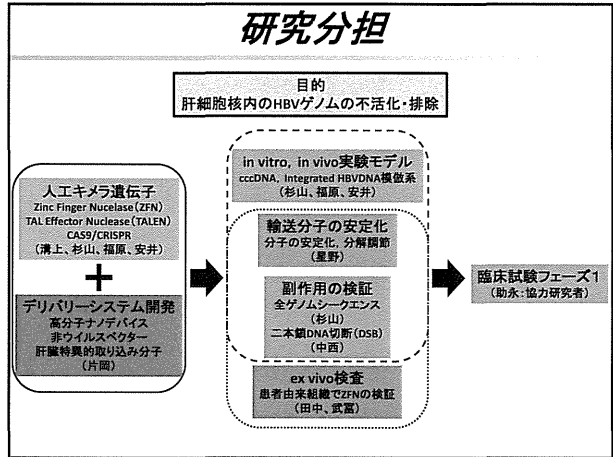 研究分担
目的
肝細胞核内のHBVゲノムの不活化・排除
人工キメラ遺伝子
Zinc Finger Nucelase(ZFN)
TAL Effector Nuclease(TALEN)
CAS9/CRISPR
(溝上、杉山、福原、安井)
+
デリバリーシステム開発
高分子ナノデバイス
非ウイルスベクター
肝臓特異的取り込み分子
(片岡)
in vitro, in vivo実験モデル
cccDNA, Integrated HBVDNA模倣系
(杉山、福原、安井)
輸送分子の安定化
分子の安定化, 分解調節
(星野)
副作用の検証
全ゲノムシークエンス
(杉山)
二本鎖DNA切断(DSB)
(中西)
ex vivo検査
患者由来組織でZFNの検証
(田中、武冨)
臨床試験フェーズ1
(助永:協力研究者)